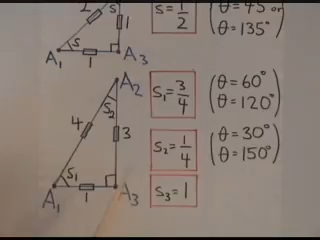 2 s 1 s = 1/2 (θ = 45° or
θ = 135°)
A₁ s 1 A₃
A₂
s₂
4 3
s₁
A₁ 1 A₃
s₁ = 3/4 (θ = 60°
θ = 120°)
s₂ = 1/4 (θ = 30°
θ = 150°)
s₃ = 1